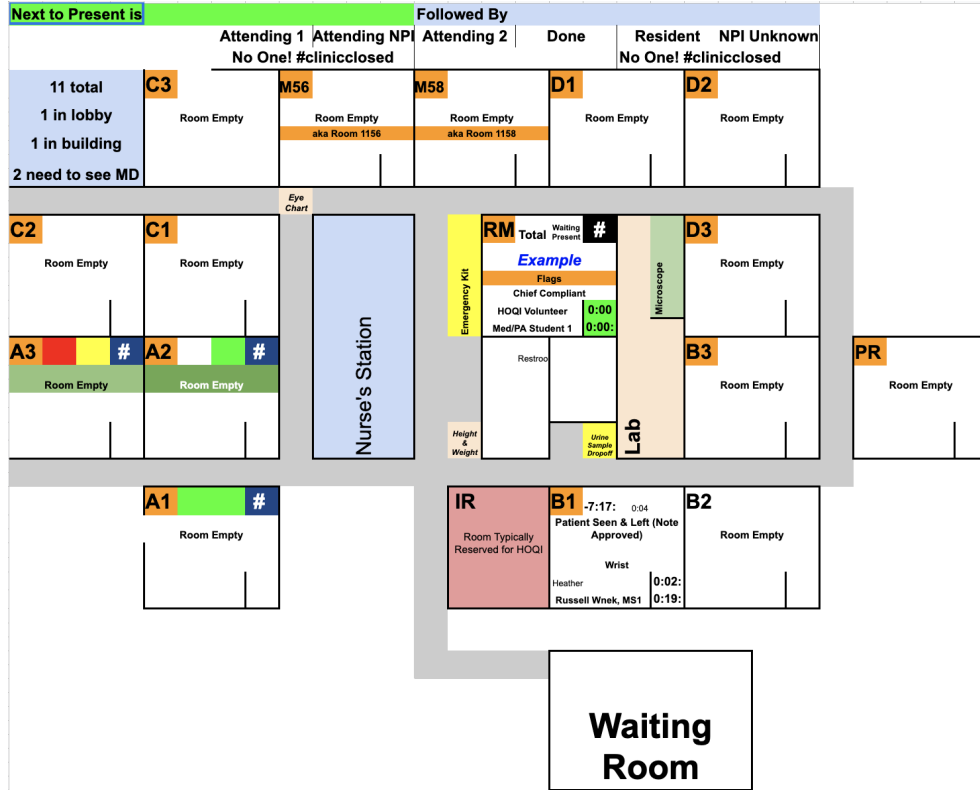 Next to Present is
Followed By
Attending 1
Attending NPI
Attending 2
Done
Resident
NPI Unknown
No One! #clinicclosed
No One! #clinicclosed
11 total
1 in lobby
1 in building
2 need to see MD
C3
Room Empty
M56
Room Empty
aka Room 1156
M58
Room Empty
aka Room 1158
D1
Room Empty
D2
Room Empty
Eye
Chart
C2
Room Empty
C1
Room Empty
Nurse's Station
Emergency Kit
RM
Total
Waiting
Present
#
Example
Flags
Chief Compliant
HOQI Volunteer
0:00
Med/PA Student 1
0:00:
Microscope
Lab
D3
Room Empty
A3
#
Room Empty
A2
#
Room Empty
Restroo
Height
&
Weight
Urine
Sample
Dropoff
B3
Room Empty
PR
Room Empty
A1
#
Room Empty
IR
Room Typically
Reserved for HOQI
B1
-7:17:
0:04
Patient Seen & Left (Note
Approved)
Wrist
Heather
0:02:
Russell Wnek, MS1
0:19:
B2
Room Empty
Waiting
Room